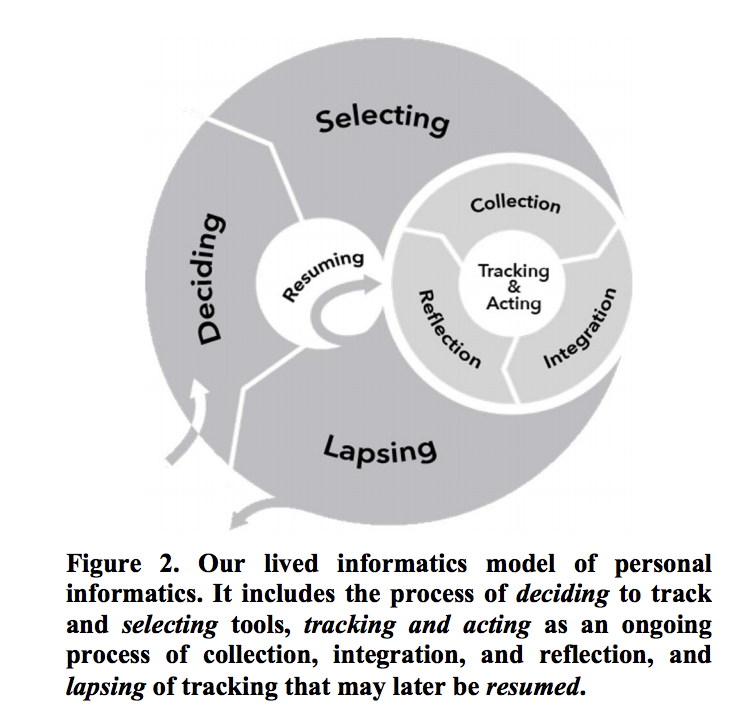 Selecting
Collection
Deciding
Resuming
Tracking
&
Acting
Reflection
Integration
Lapsing
Figure 2. Our lived informatics model of personal
informatics. It includes the process of deciding to track
and selecting tools, tracking and acting as an ongoing
process of collection, integration, and reflection, and
lapsing of tracking that may later be resumed.